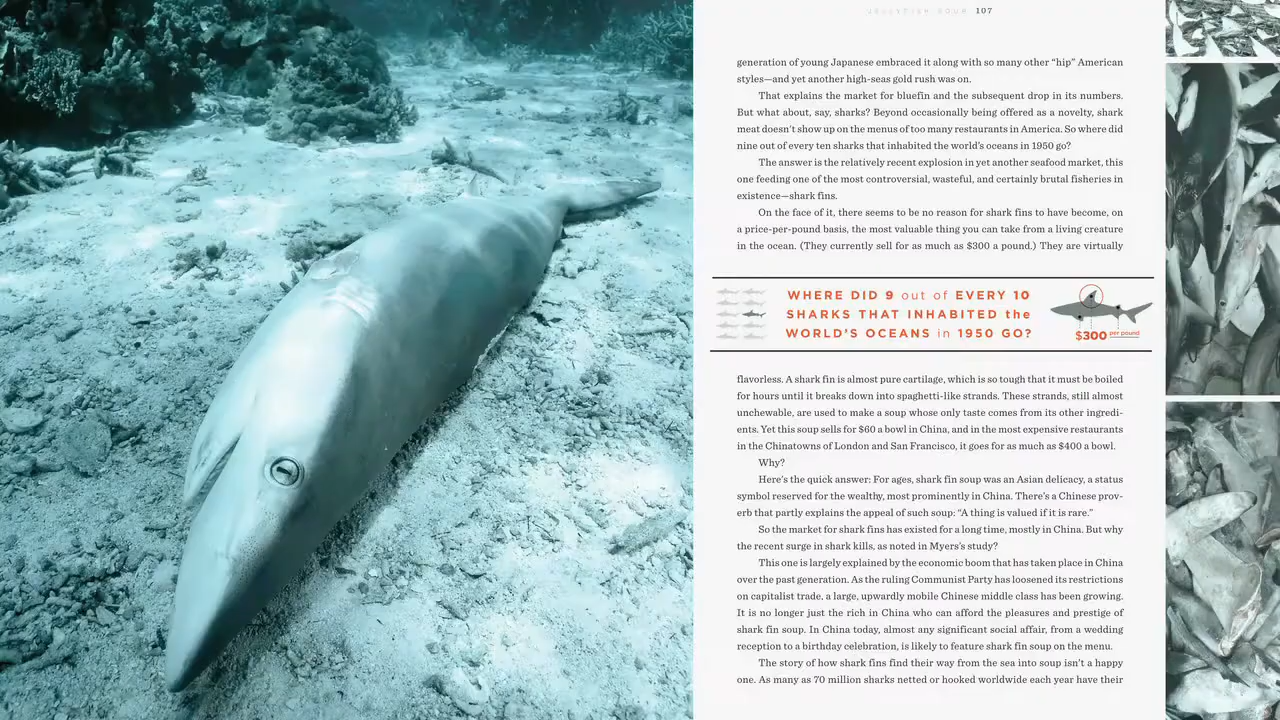 JELLYFISH SOUP 107
generation of young Japanese embraced it along with so many other “hip” American
styles—and yet another high-seas gold rush was on.
That explains the market for bluefin and the subsequent drop in its numbers.
But what about, say, sharks? Beyond occasionally being offered as a novelty, shark
meat doesn’t show up on the menus of too many restaurants in America. So where did
nine out of every ten sharks that inhabited the world’s oceans in 1950 go?
The answer is the relatively recent explosion in yet another seafood market, this
one feeding one of the most controversial, wasteful, and certainly brutal fisheries in
existence—shark fins.
On the face of it, there seems to be no reason for shark fins to have become, on
a price-per-pound basis, the most valuable thing you can take from a living creature
in the ocean. (They currently sell for as much as $300 a pound.) They are virtually
WHERE DID 9 out of EVERY 10
SHARKS THAT INHABITED the
WORLD’S OCEANS in 1950 GO?
$300 per pound
flavorless. A shark fin is almost pure cartilage, which is so tough that it must be boiled
for hours until it breaks down into spaghetti-like strands. These strands, still almost
unchewable, are used to make a soup whose only taste comes from its other ingredi-
ents. Yet this soup sells for $60 a bowl in China, and in the most expensive restaurants
in the Chinatowns of London and San Francisco, it goes for as much as $400 a bowl.
Why?
Here’s the quick answer: For ages, shark fin soup was an Asian delicacy, a status
symbol reserved for the wealthy, most prominently in China. There’s a Chinese prov-
erb that partly explains the appeal of such soup: “A thing is valued if it is rare.”
So the market for shark fins has existed for a long time, mostly in China. But why
the recent surge in shark kills, as noted in Myers’s study?
This one is largely explained by the economic boom that has taken place in China
over the past generation. As the ruling Communist Party has loosened its restrictions
on capitalist trade, a large, upwardly mobile Chinese middle class has been growing.
It is no longer just the rich in China who can afford the pleasures and prestige of
shark fin soup. In China today, almost any significant social affair, from a wedding
reception to a birthday celebration, is likely to feature shark fin soup on the menu.
The story of how shark fins find their way from the sea into soup isn’t a happy
one. As many as 70 million sharks netted or hooked worldwide each year have their